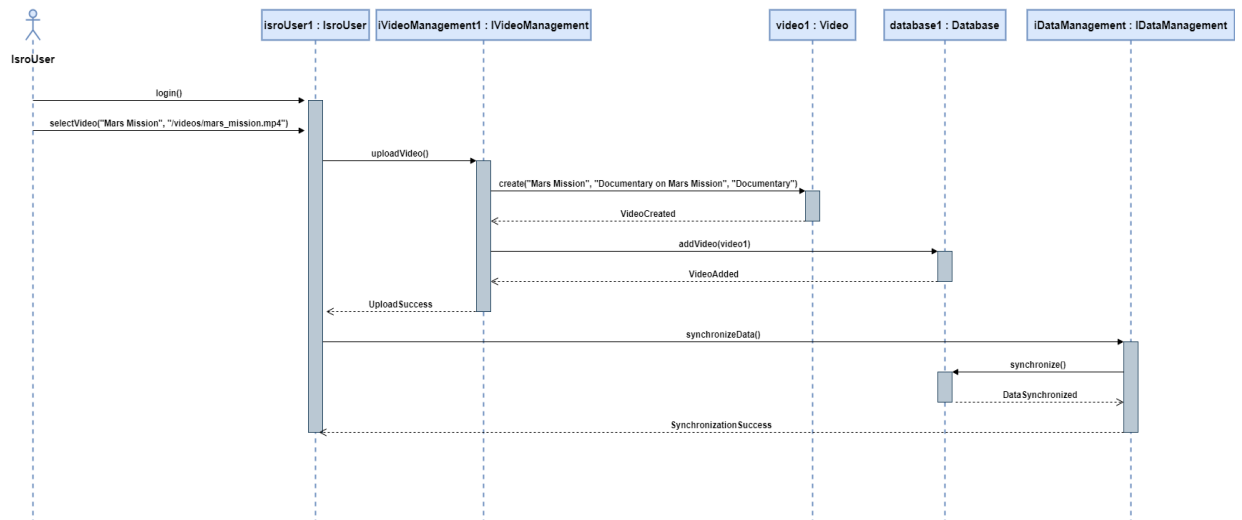 isroUser1 : IsroUser
iVideoManagement1 : IVideoManagement
video1 : Video
database1 : Database
iDataManagement : IDataManagement
IsroUser
login()
selectVideo("Mars Mission", "/videos/mars_mission.mp4")
uploadVideo()
create("Mars Mission", "Documentary on Mars Mission", "Documentary")
VideoCreated
addVideo(video1)
VideoAdded
UploadSuccess
synchronizeData()
synchronize()
DataSynchronized
SynchronizationSuccess